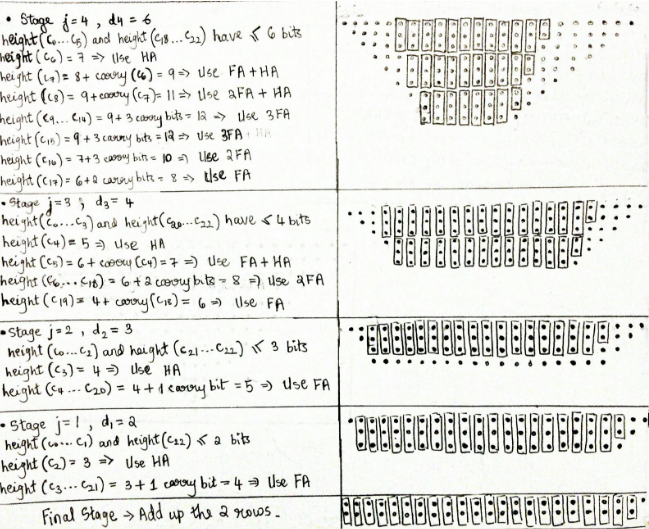 • Stage j=4 , d4 = 6
height(c0...c5) and height(c18...c22) have ≤ 6 bits
height(c6) = 7 => Use HA
height(c7) = 8 + carry(c6) = 9 => Use FA+HA
height(c8) = 9 + carry(c7) = 11 => Use 2FA + HA
height(c9...c14) = 9 + 3 carry bits = 12 => Use 3FA
height(c15) = 9 + 3 carry bits = 12 => Use 3FA
height(c16) = 7 + 3 carry bits = 10 => Use 2FA
height(c17) = 6 + 2 carry bits = 8 => Use FA
• Stage j=3 , d3 = 4
height(c0...c3) and height(c20...c22) have ≤ 4 bits
height(c4) = 5 => Use HA
height(c5) = 6 + carry(c4) = 7 => Use FA + HA
height(c6...c18) = 6 + 2 carry bits = 8 => Use 2FA
height(c19) = 4 + carry(c18) = 6 => Use FA
• Stage j=2 , d2 = 3
height(c0...c2) and height(c21...c22) ≤ 3 bits
height(c3) = 4 => Use HA
height(c4...c20) = 4 + 1 carry bit = 5 => Use FA
• Stage j=1 , d1 = 2
height(c0...c1) and height(c22) ≤ 2 bits
height(c2) = 3 => Use HA
height(c3...c21) = 3 + 1 carry bit = 4 => Use FA
Final Stage → Add up the 2 rows.